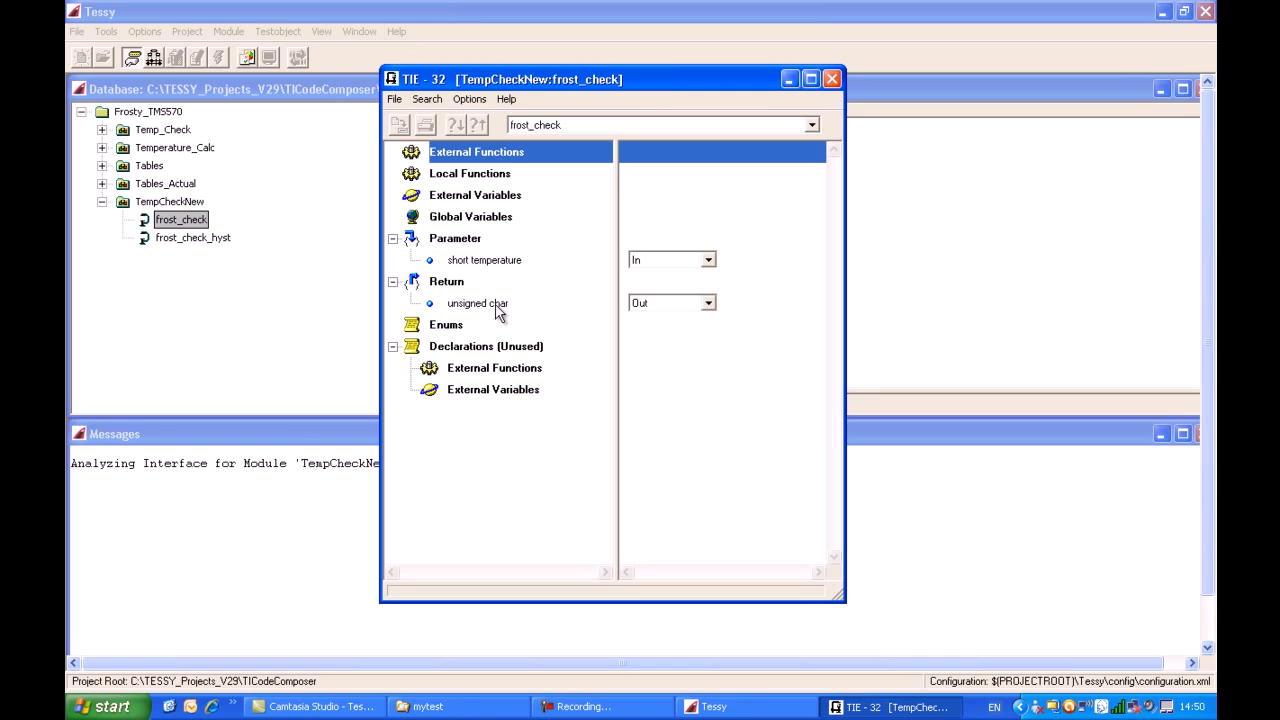 Tessy
File Tools Options Project Module Testobject View Window Help
Database: C:\TESSY_Projects_V29\TICodeComposer\
Frosty_TMS570
Temp_Check
Temperature_Calc
Tables
Tables_Actual
TempCheckNew
frost_check
frost_check_hyst
TIE - 32 [TempCheckNew:frost_check]
File Search Options Help
frost_check
External Functions
Local Functions
External Variables
Global Variables
Parameter
short temperature In
Return
unsigned char Out
Enums
Declarations (Unused)
External Functions
External Variables
Messages
Analyzing Interface for Module 'TempCheckNe
Project Root: C:\TESSY_Projects_V29\TICodeComposer
Configuration: $(PROJECTROOT)\Tessy\config\configuration.xml
start
Camtasia Studio - Tes...
mytest
Recording...
Tessy
TIE - 32 [TempChec...
EN
14:50